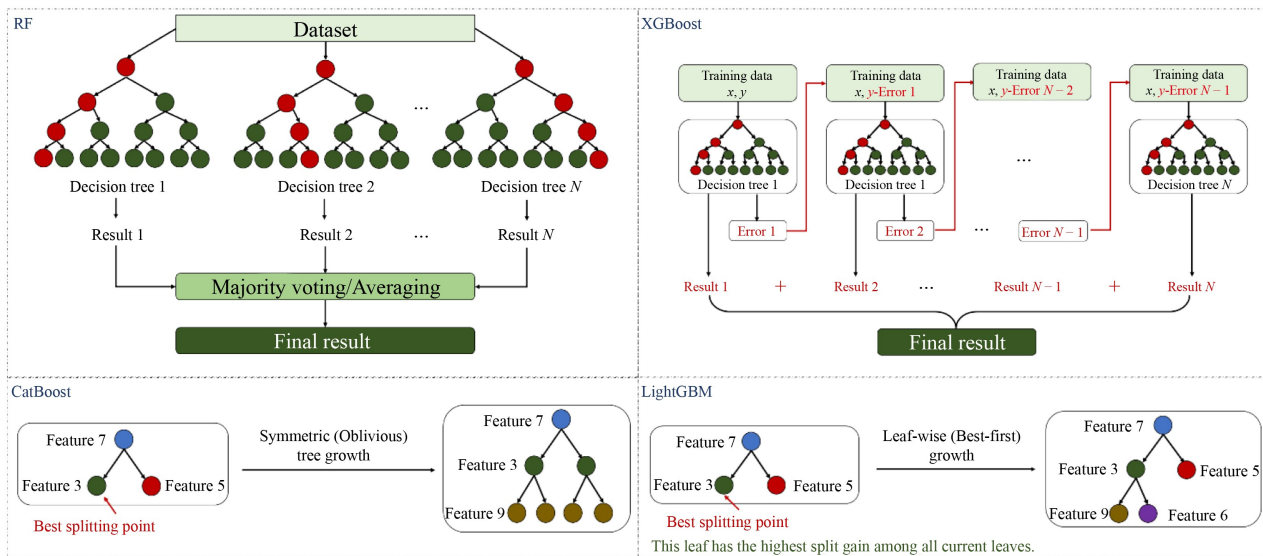 RF
Dataset
...
Decision tree 1
Decision tree 2
Decision tree N
Result 1
Result 2
...
Result N
Majority voting/Averaging
Final result
XGBoost
Training data
x, y
Training data
x, y-Error 1
Training data
x, y-Error N − 2
Training data
x, y-Error N − 1
Decision tree 1
Decision tree 1
...
Decision tree N
Error 1
Error 2
...
Error N − 1
Result 1 + Result 2 ... Result N − 1 + Result N
Final result
CatBoost
Feature 7
Feature 3
Feature 5
Best splitting point
Symmetric (Oblivious)
tree growth
Feature 7
Feature 3
Feature 9
LightGBM
Feature 7
Feature 3
Feature 5
Best splitting point
Leaf-wise (Best-first)
growth
Feature 7
Feature 3
Feature 5
Feature 9
Feature 6
This leaf has the highest split gain among all current leaves.